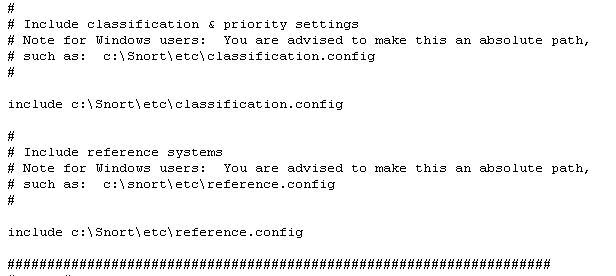 #
# Include classification & priority settings
# Note for Windows users:  You are advised to make this an absolute path,
# such as:  c:\Snort\etc\classification.config
#
include c:\Snort\etc\classification.config
#
# Include reference systems
# Note for Windows users:  You are advised to make this an absolute path,
# such as:  c:\snort\etc\reference.config
#
include c:\Snort\etc\reference.config
####################################################################